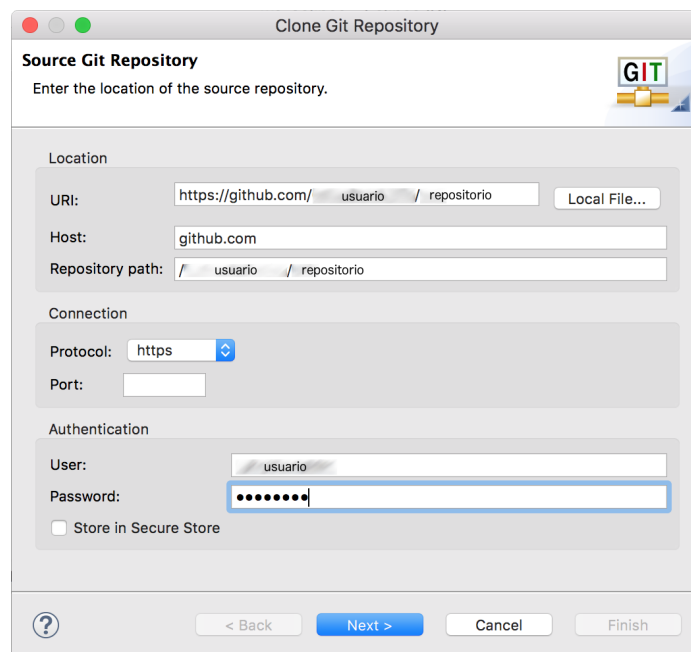 Clone Git Repository
Source Git Repository
Enter the location of the source repository.
GIT
Location
URI: https://github.com/ usuario / repositorio Local File...
Host: github.com
Repository path: / usuario / repositorio
Connection
Protocol: https
Port:
Authentication
User: usuario
Password: ●●●●●●●●
Store in Secure Store
? < Back Next > Cancel Finish